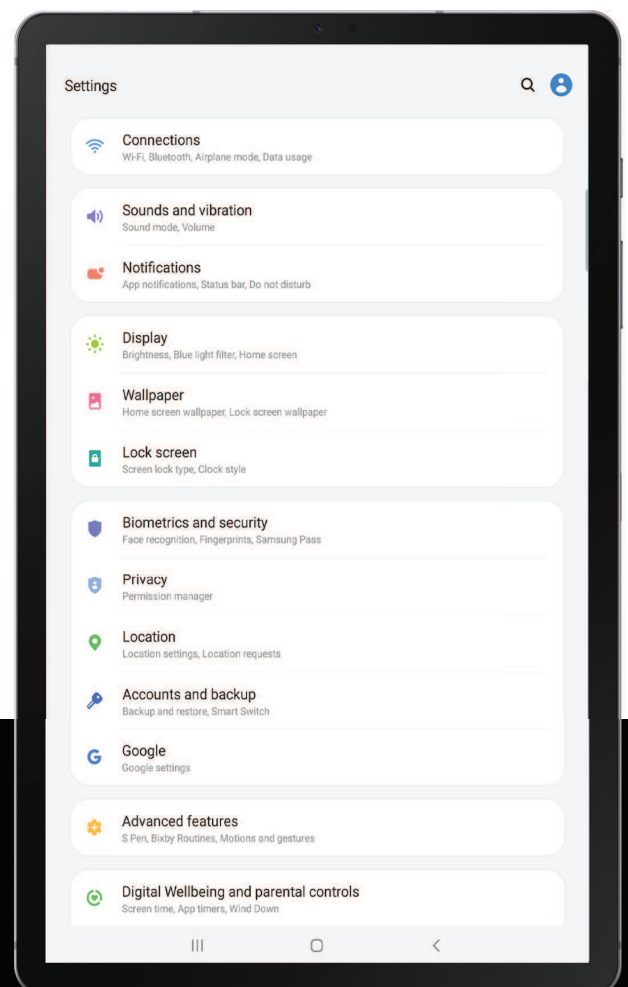 Settings
Connections
Wi-Fi, Bluetooth, Airplane mode, Data usage
Sounds and vibration
Sound mode, Volume
Notifications
App notifications, Status bar, Do not disturb
Display
Brightness, Blue light filter, Home screen
Wallpaper
Home screen wallpaper, Lock screen wallpaper
Lock screen
Screen lock type, Clock style
Biometrics and security
Face recognition, Fingerprints, Samsung Pass
Privacy
Permission manager
Location
Location settings, Location requests
Accounts and backup
Backup and restore, Smart Switch
Google
Google settings
Advanced features
S Pen, Bixby Routines, Motions and gestures
Digital Wellbeing and parental controls
Screen time, App timers, Wind Down